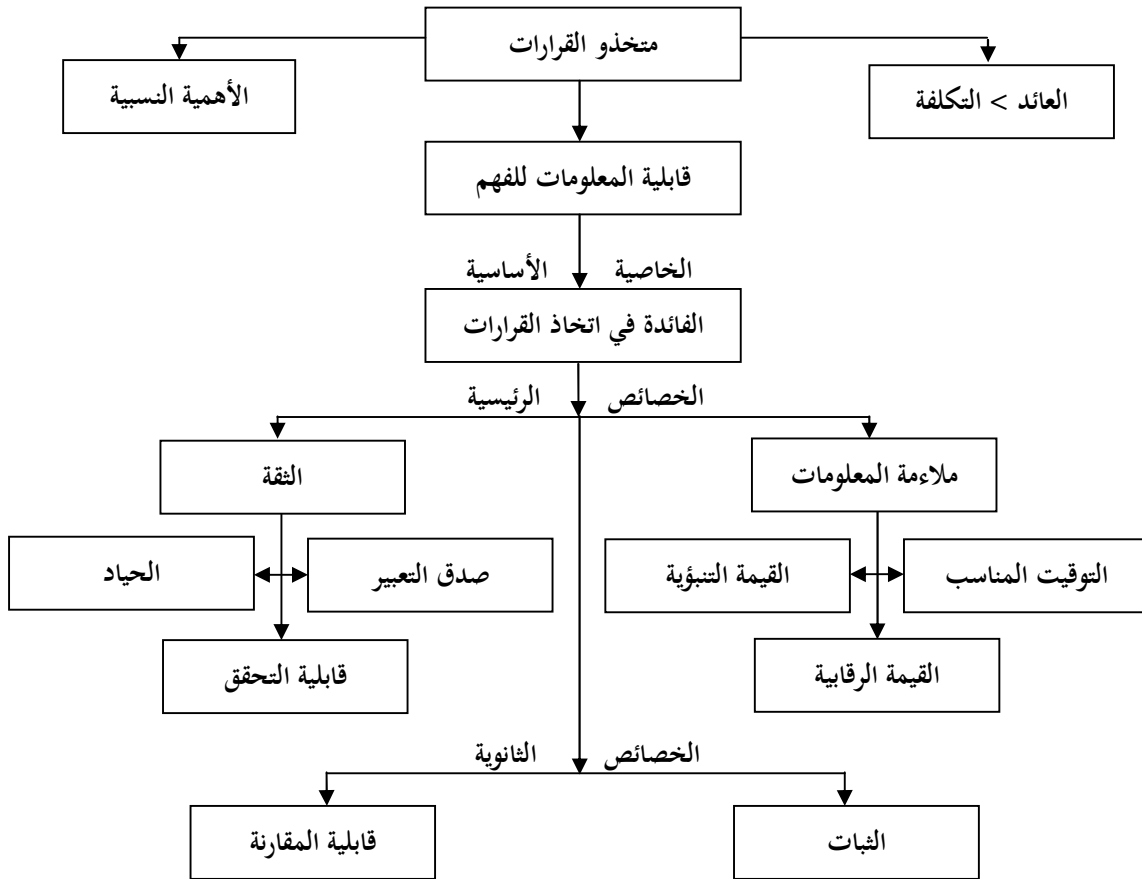 متخذو القرارات
العائد > التكلفة
الأهمية النسبية
قابلية المعلومات للفهم
الخاصية الأساسية
الفائدة في اتخاذ القرارات
الخصائص الرئيسية
ملاءمة المعلومات
الثقة
التوقيت المناسب
القيمة التنبؤية
صدق التعبير
الحياد
القيمة الرقابية
قابلية التحقق
الخصائص الثانوية
الثبات
قابلية المقارنة